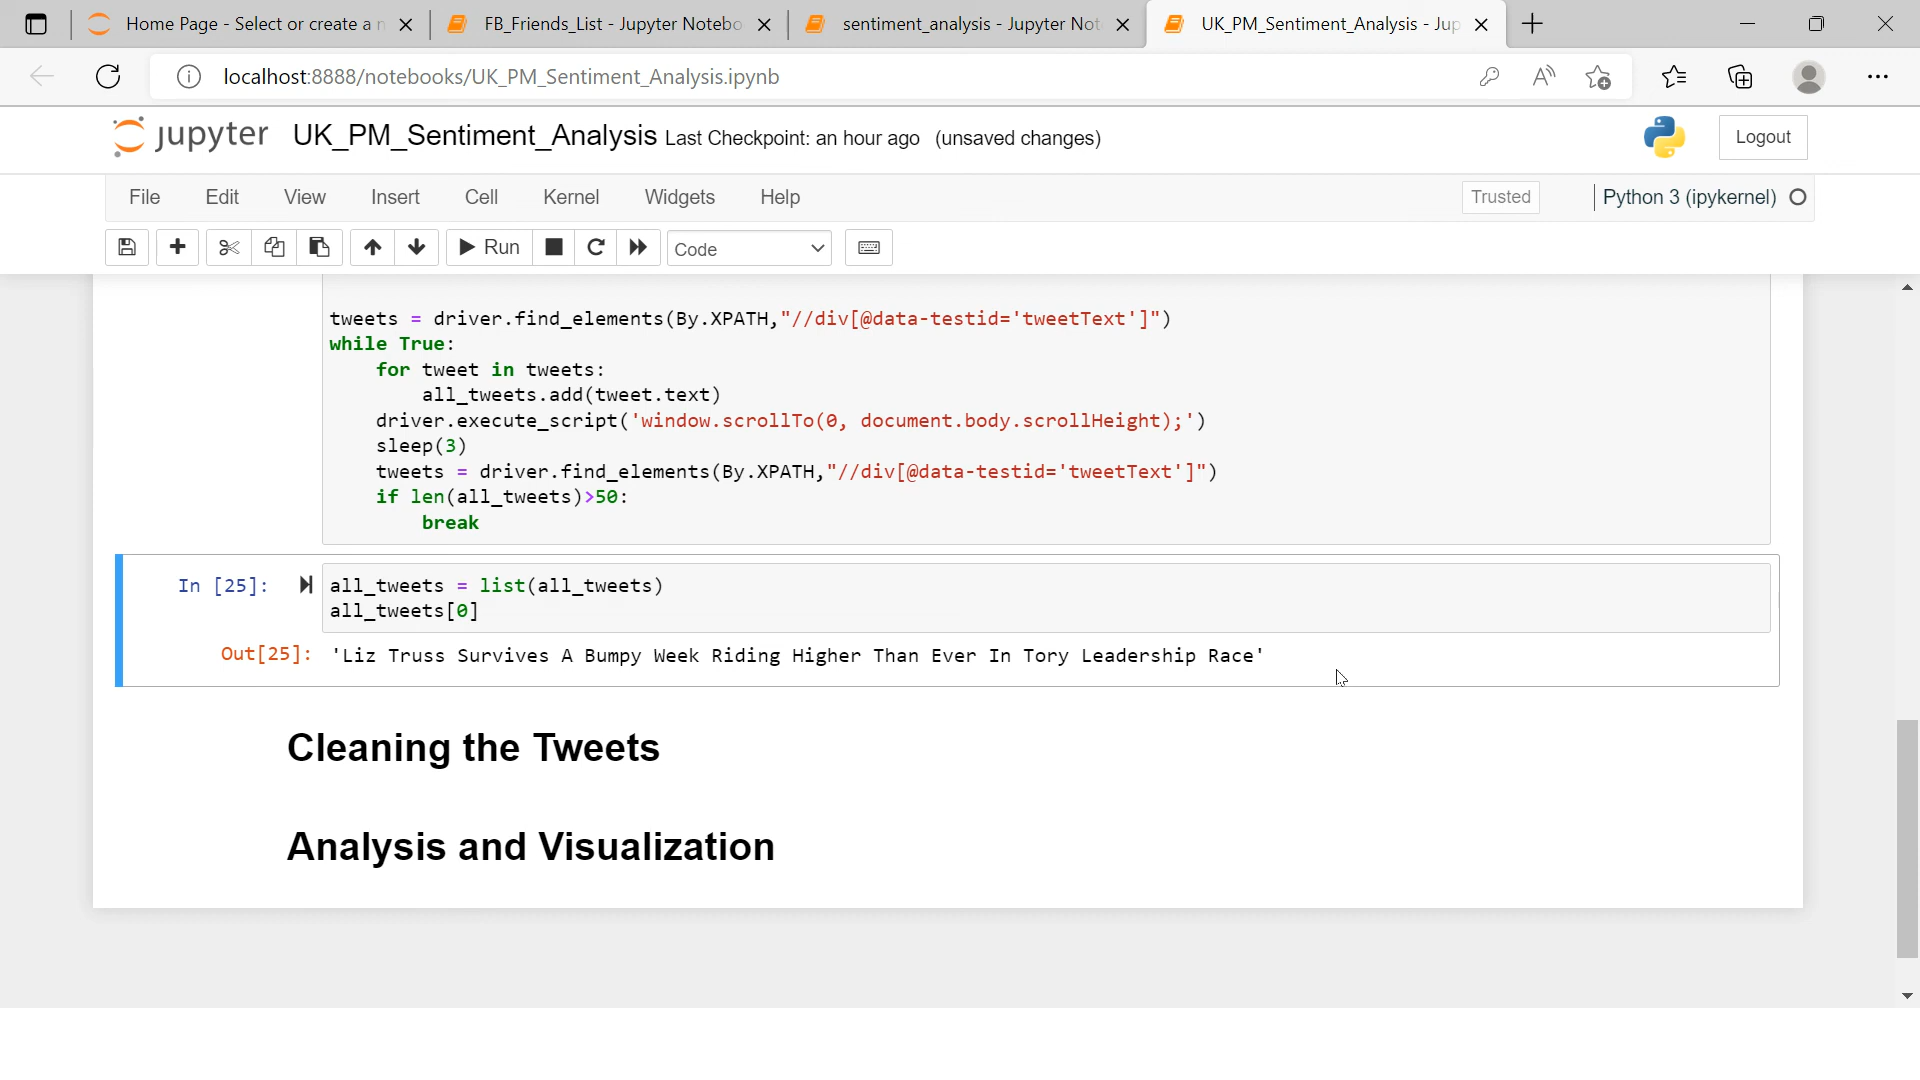 Home Page - Select or create a n
FB_Friends_List - Jupyter Notebo
sentiment_analysis - Jupyter Not
UK_PM_Sentiment_Analysis - Jup
localhost:8888/notebooks/UK_PM_Sentiment_Analysis.ipynb
jupyter UK_PM_Sentiment_Analysis Last Checkpoint: an hour ago (unsaved changes)
Logout
File Edit View Insert Cell Kernel Widgets Help
Trusted
Python 3 (ipykernel)
Run
Code
tweets = driver.find_elements(By.XPATH,"//div[@data-testid='tweetText']")
while True:
    for tweet in tweets:
        all_tweets.add(tweet.text)
    driver.execute_script('window.scrollTo(0, document.body.scrollHeight);')
    sleep(3)
    tweets = driver.find_elements(By.XPATH,"//div[@data-testid='tweetText']")
    if len(all_tweets)>50:
        break
In [25]:
all_tweets = list(all_tweets)
all_tweets[0]
Out[25]: 'Liz Truss Survives A Bumpy Week Riding Higher Than Ever In Tory Leadership Race'
Cleaning the Tweets
Analysis and Visualization